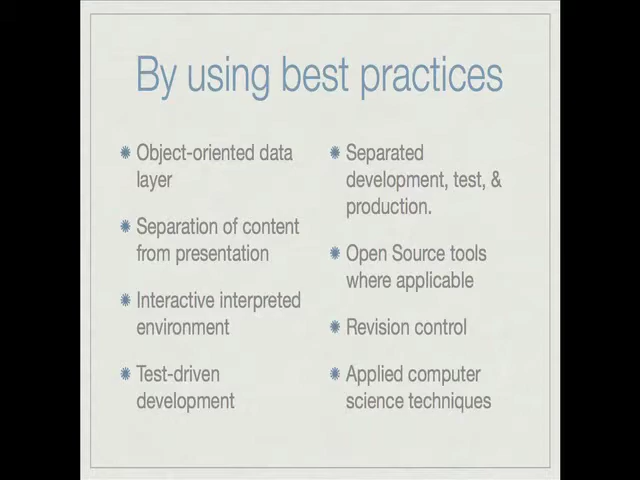 By using best practices
Object-oriented data
layer
Separation of content
from presentation
Interactive interpreted
environment
Test-driven
development
Separated
development, test, &
production.
Open Source tools
where applicable
Revision control
Applied computer
science techniques